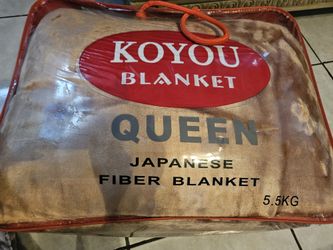 KOYOU
BLANKET
QUEEN
JAPANESE
FIBER BLANKET
5.5KG